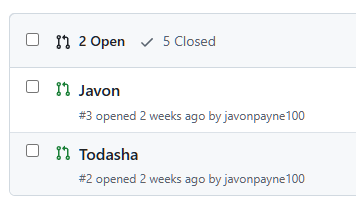 2 Open 5 Closed
Javon
#3 opened 2 weeks ago by javonpayne100
Todasha
#2 opened 2 weeks ago by javonpayne100